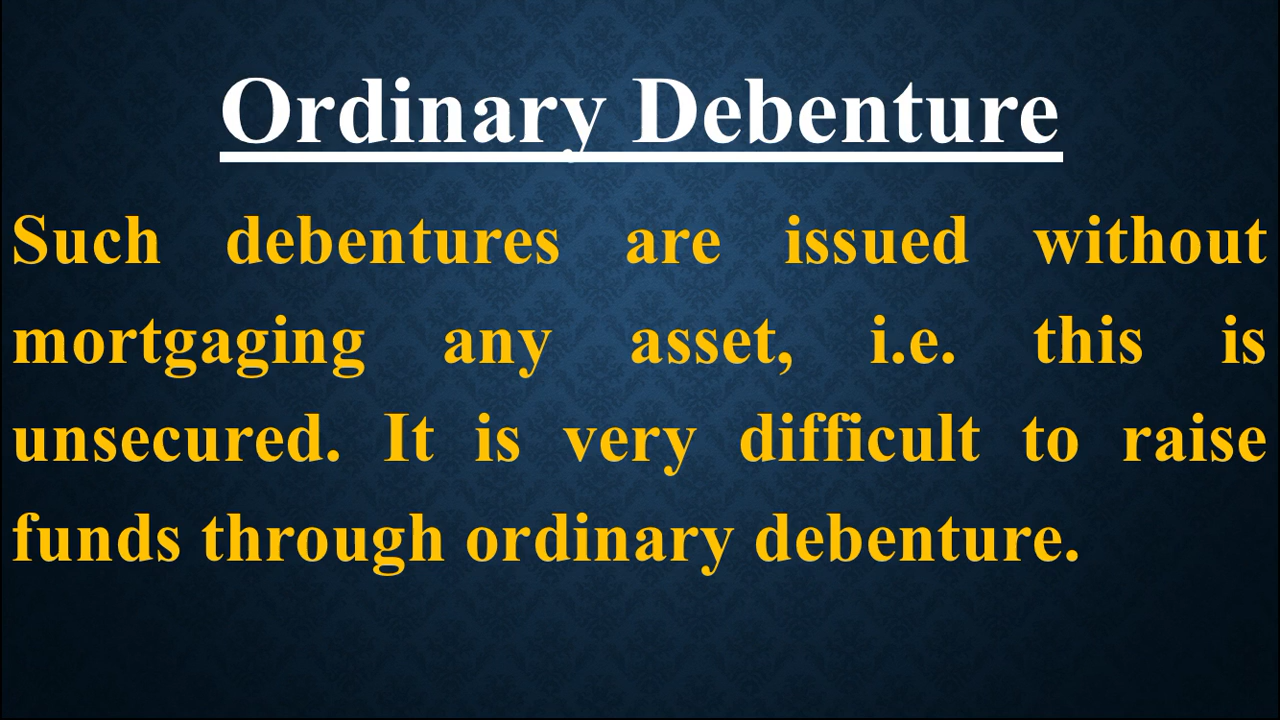 Ordinary Debenture
Such debentures are issued without
mortgaging any asset, i.e. this is
unsecured. It is very difficult to raise
funds through ordinary debenture.